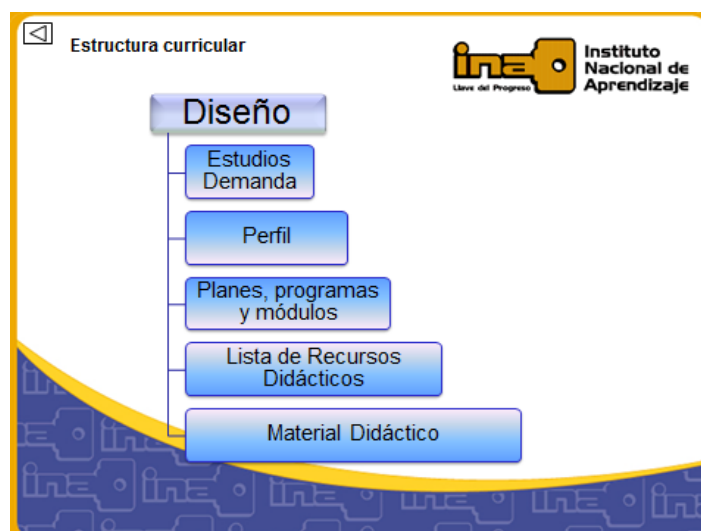 Estructura curricular
ina
Llave del Progreso
Instituto
Nacional de
Aprendizaje
Diseño
Estudios
Demanda
Perfil
Planes, programas
y módulos
Lista de Recursos
Didácticos
Material Didáctico